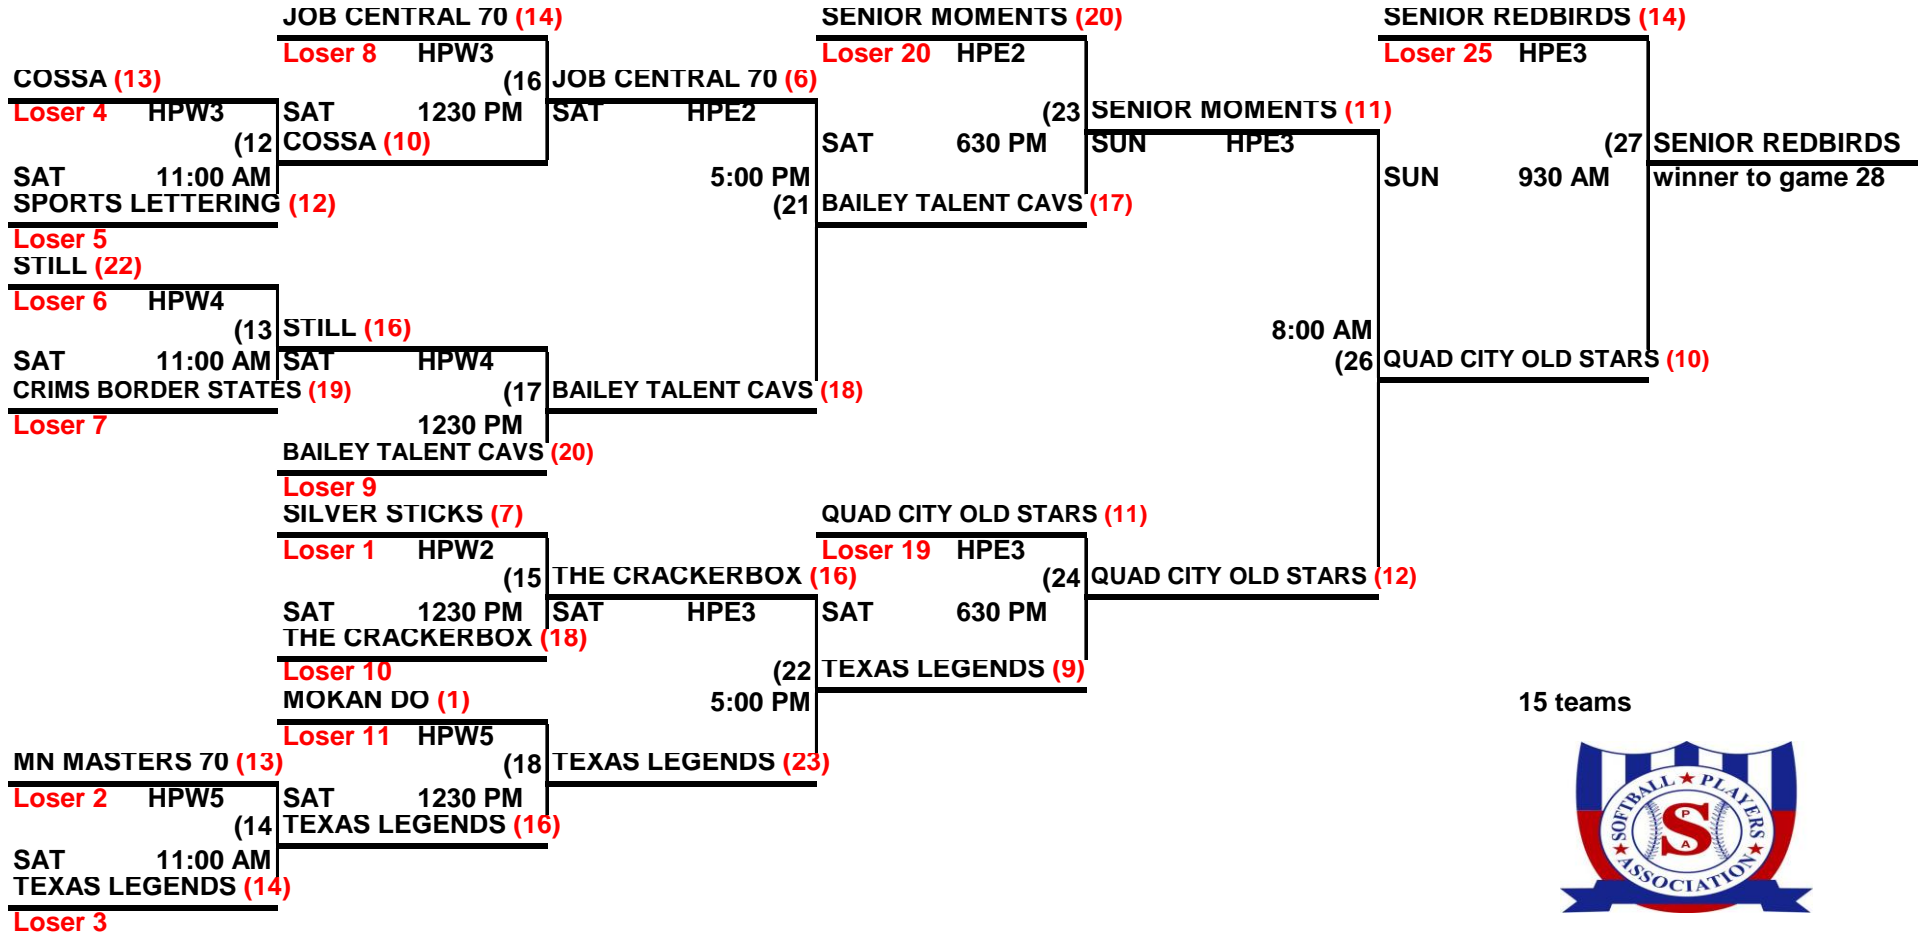 JOB CENTRAL 70 (14)
SENIOR MOMENTS (20)
SENIOR REDBIRDS (14)
Loser 8 HPW3
Loser 20 HPE2
Loser 25 HPE3
COSSA (13)
(16 JOB CENTRAL 70 (6)
Loser 4 HPW3
SAT 1230 PM
SAT HPE2
(23 SENIOR MOMENTS (11)
(12 COSSA (10)
SAT 630 PM
SUN HPE3
(27 SENIOR REDBIRDS
SAT 11:00 AM
5:00 PM
SUN 930 AM
winner to game 28
SPORTS LETTERING (12)
(21 BAILEY TALENT CAVS (17)
Loser 5
STILL (22)
Loser 6 HPW4
(13 STILL (16)
8:00 AM
SAT 11:00 AM
SAT HPW4
(26 QUAD CITY OLD STARS (10)
CRIMS BORDER STATES (19)
(17 BAILEY TALENT CAVS (18)
Loser 7
1230 PM
BAILEY TALENT CAVS (20)
Loser 9
SILVER STICKS (7)
QUAD CITY OLD STARS (11)
Loser 1 HPW2
Loser 19 HPE3
(15 THE CRACKERBOX (16)
(24 QUAD CITY OLD STARS (12)
SAT 1230 PM
SAT HPE3
SAT 630 PM
THE CRACKERBOX (18)
Loser 10
(22 TEXAS LEGENDS (9)
MOKAN DO (1)
5:00 PM
15 teams
Loser 11 HPW5
MN MASTERS 70 (13)
(18 TEXAS LEGENDS (23)
Loser 2 HPW5
SAT 1230 PM
(14 TEXAS LEGENDS (16)
SAT 11:00 AM
TEXAS LEGENDS (14)
Loser 3
SOFTBALL PLAYERS
P
S
A
ASSOCIATION